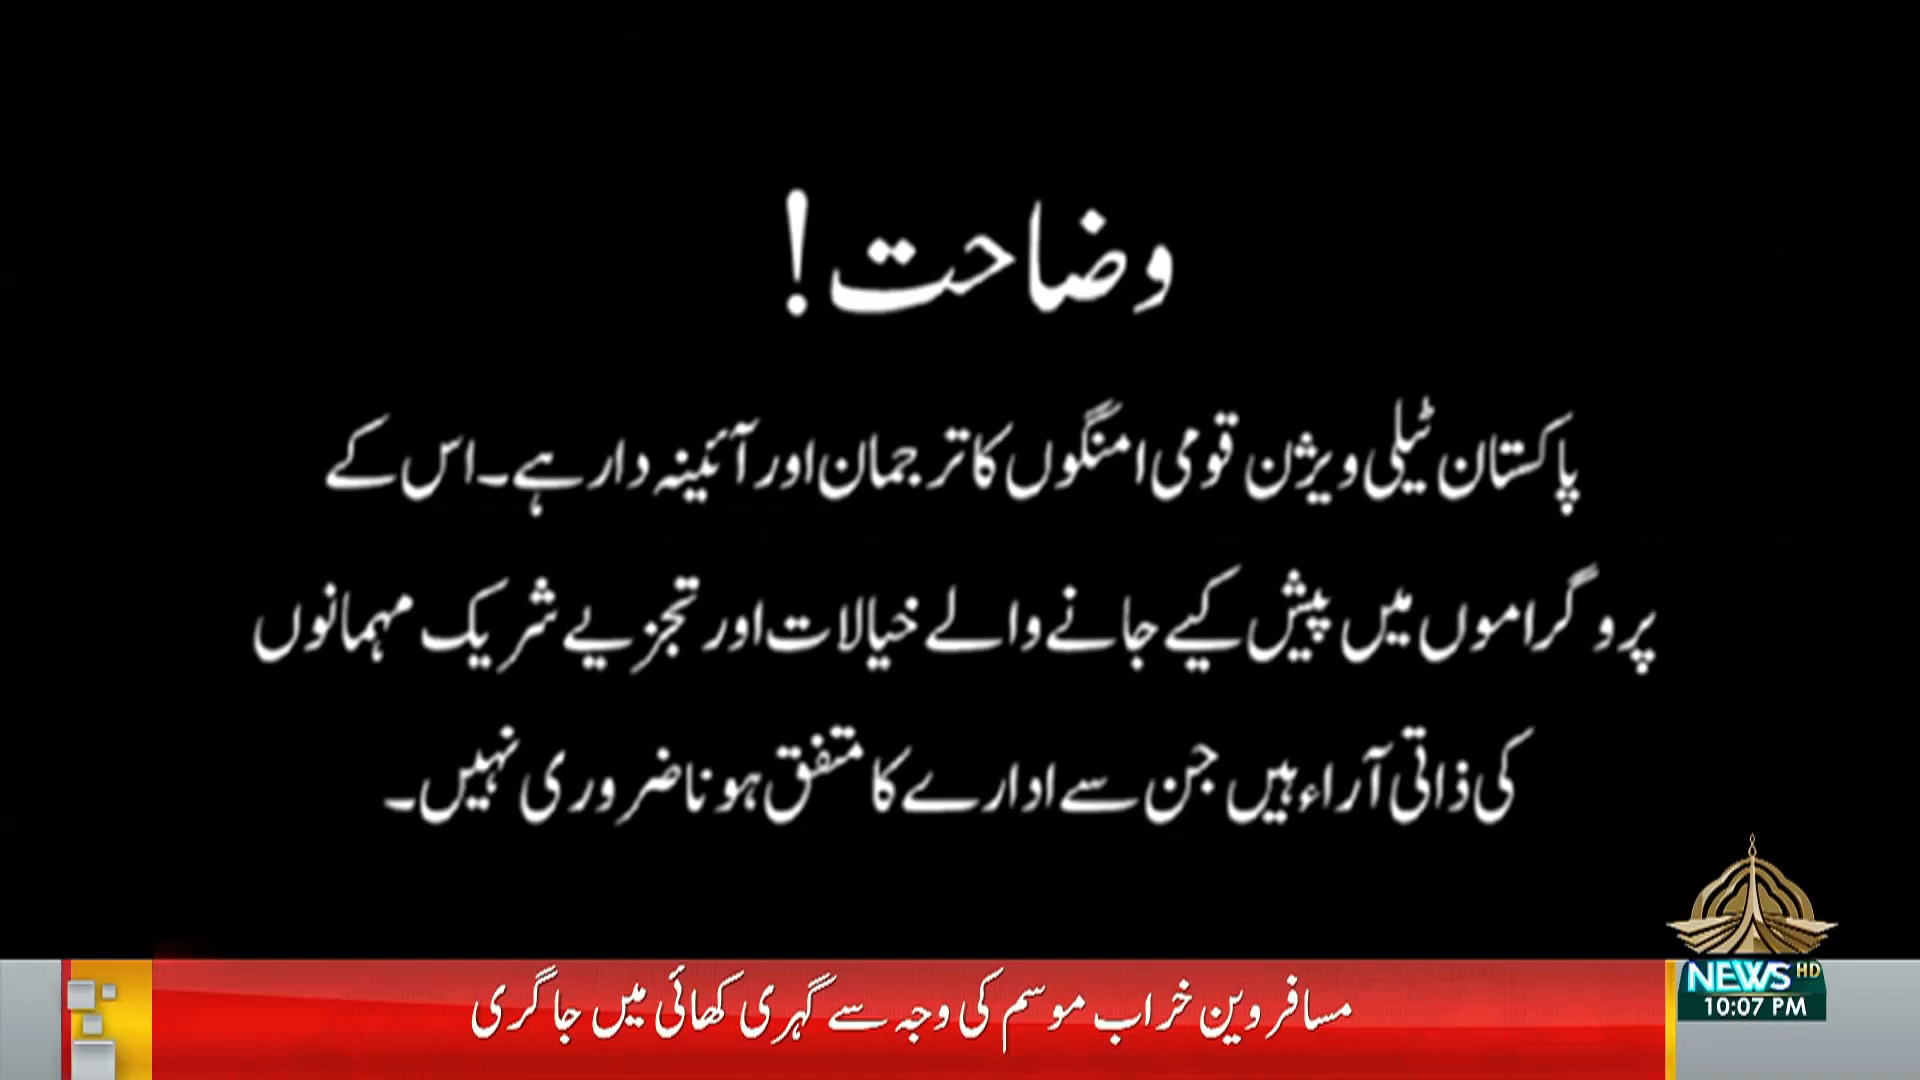 وضاحت!
پاکستان ٹیلی ویژن قومی امنگوں کا ترجمان اور آئینہ دار ہے۔ اس کے
پروگراموں میں پیش کیے جانے والے خیالات اور تجزیے شریک مہمانوں
کی ذاتی آراء ہیں جن سے ادارے کا متفق ہونا ضروری نہیں۔
NEWS HD
10:07 PM
مسافر وین خراب موسم کی وجہ سے گہری کھائی میں جا گری